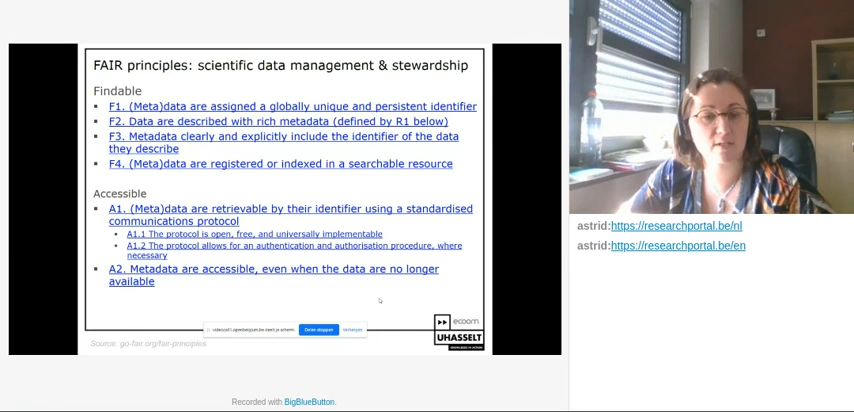 FAIR principles: scientific data management & stewardship
Findable
F1. (Meta)data are assigned a globally unique and persistent identifier
F2. Data are described with rich metadata (defined by R1 below)
F3. Metadata clearly and explicitly include the identifier of the data
they describe
F4. (Meta)data are registered or indexed in a searchable resource
Accessible
A1. (Meta)data are retrievable by their identifier using a standardised
communications protocol
A1.1 The protocol is open, free, and universally implementable
A1.2 The protocol allows for an authentication and authorisation procedure, where
necessary
A2. Metadata are accessible, even when the data are no longer
available
Delen stoppen
Verbergen
ecoom
UHASSELT
Source: go-fair.org/fair-principles
astrid:https://researchportal.be/nl
astrid:https://researchportal.be/en
Recorded with BigBlueButton.